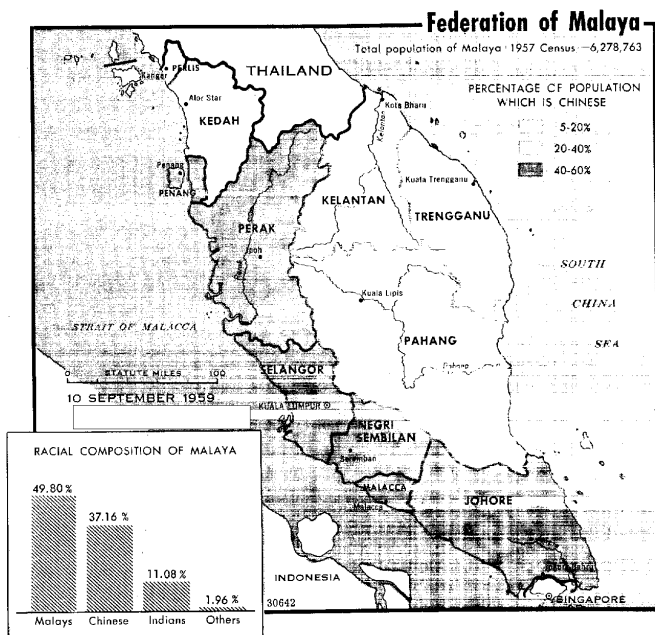 Federation of Malaya
Total population of Malaya 1957 Census —6,278,763
PERCENTAGE OF POPULATION
WHICH IS CHINESE
5-20%
20-40%
40-60%
THAILAND
PERLIS
Kangar
Alor Star
KEDAH
Kota Bharu
Kelantan
Penang
PENANG
Kuala Trengganu
KELANTAN
TRENGGANU
PERAK
Ipoh
Perak
SOUTH
CHINA
SEA
Kuala Lipis
STRAIT OF MALACCA
PAHANG
Pahang
SELANGOR
0 STATUTE MILES 100
10 SEPTEMBER 1959
KUALA LUMPUR
NEGRI
SEMBILAN
Seremban
MALACCA
Malacca
JOHORE
INDONESIA
SINGAPORE
30642
RACIAL COMPOSITION OF MALAYA
49.80 %
37.16 %
11.08 %
1.96 %
Malays Chinese Indians Others